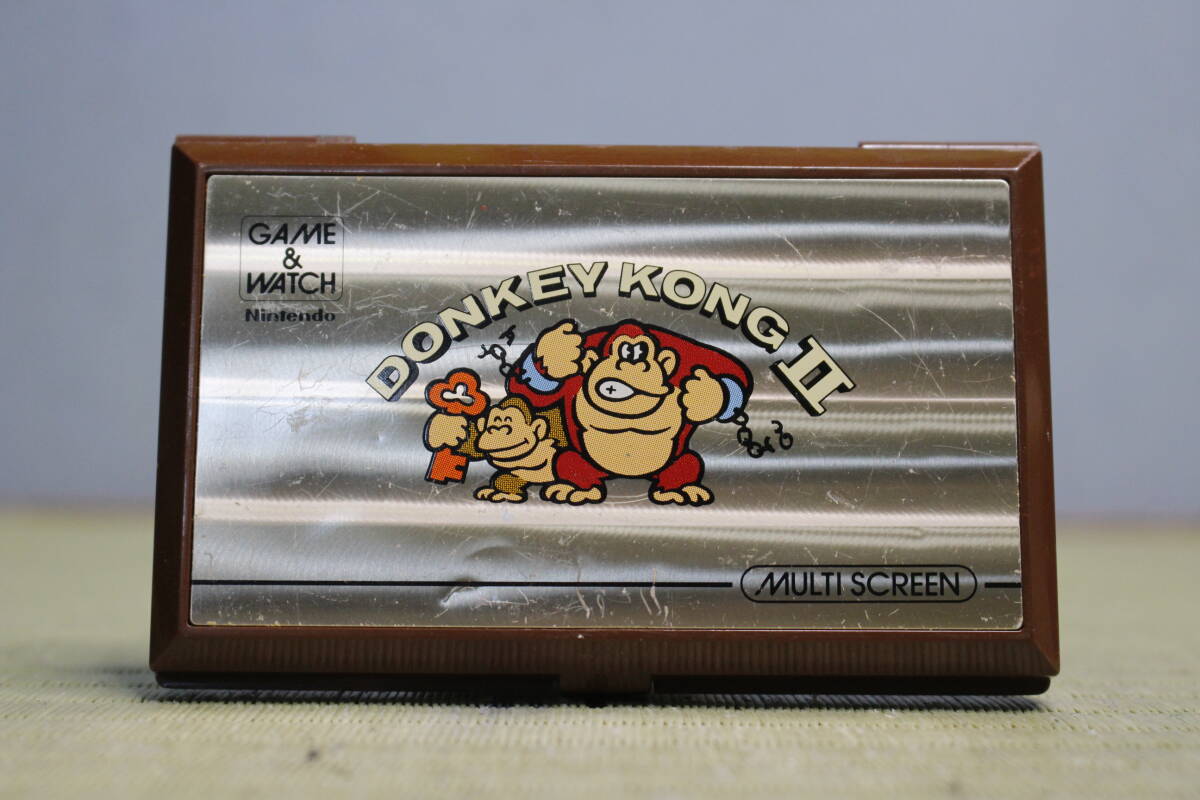 GAME
&
WATCH
Nintendo
DONKEY KONG II
MULTI SCREEN